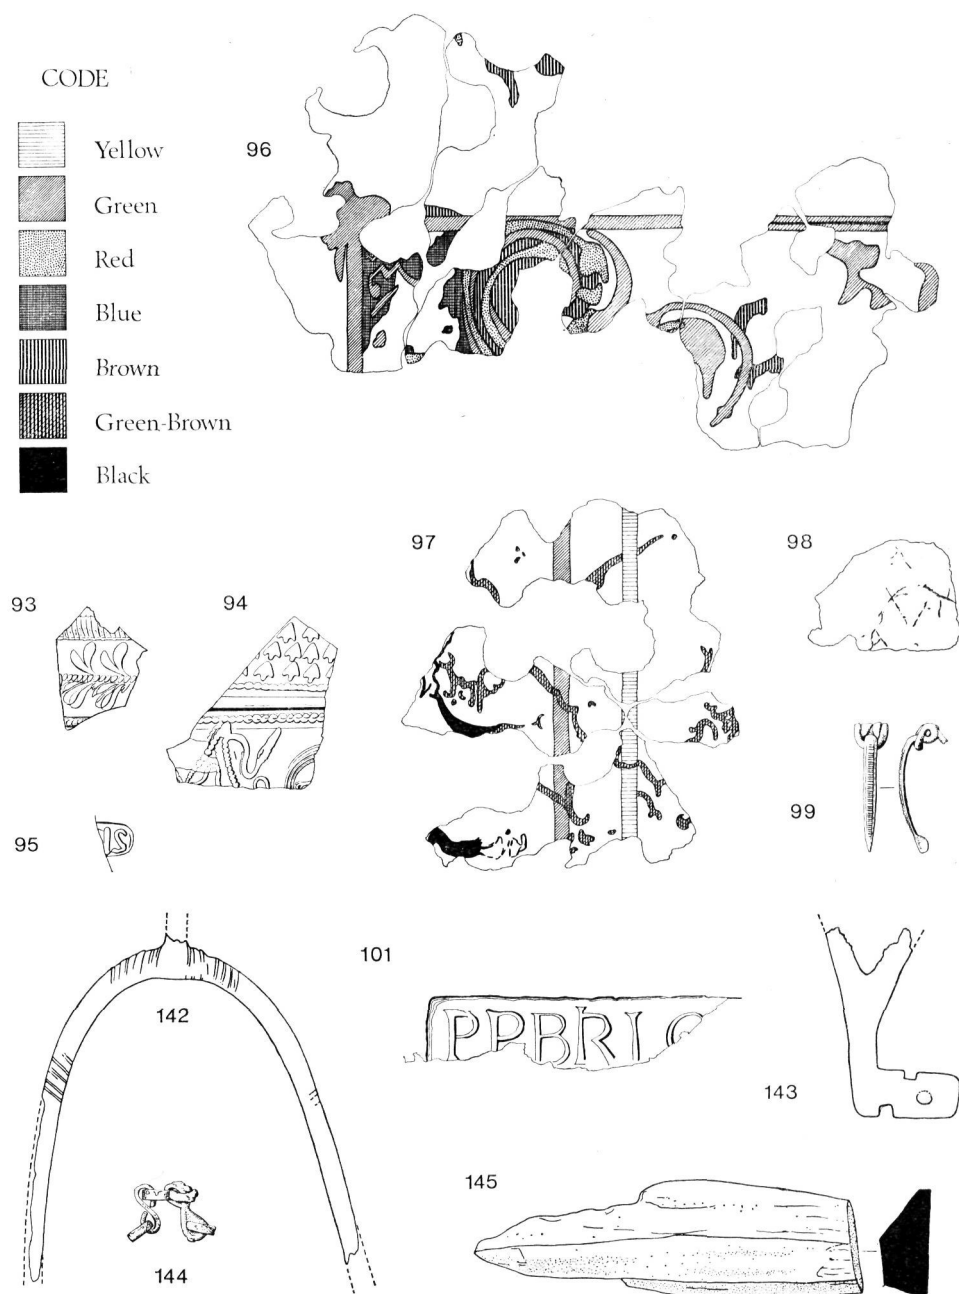 CODE
Yellow
Green
Red
Blue
Brown
Green-Brown
Black
96
97
98
93
94
99
95
IS
101
PPBRI
142
143
144
145